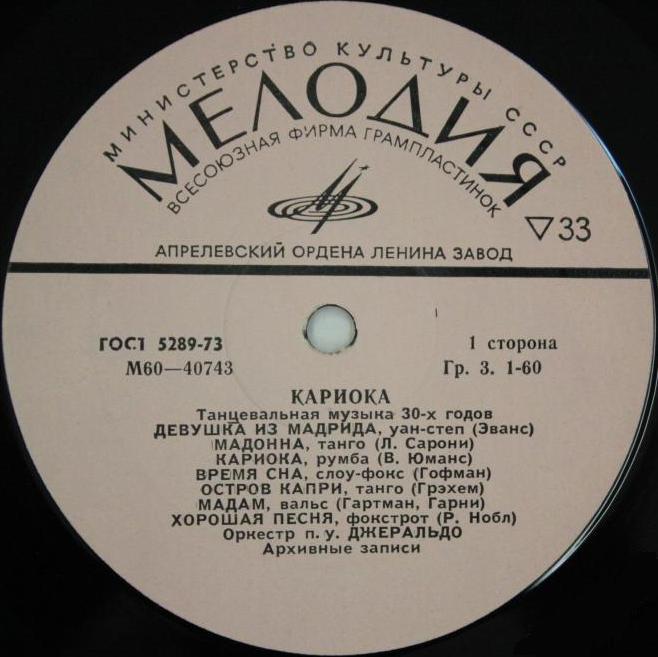 МИНИСТЕРСТВО КУЛЬТУРЫ СССР
МЕЛОДИЯ
ВСЕСОЮЗНАЯ ФИРМА ГРАМПЛАСТИНОК
▽33
АПРЕЛЕВСКИЙ ОРДЕНА ЛЕНИНА ЗАВОД
ГОСТ 5289-73
1 сторона
М60—40743
Гр. 3. 1-60
КАРИОКА
Танцевальная музыка 30-х годов
ДЕВУШКА ИЗ МАДРИДА, уан-степ (Эванс)
МАДОННА, танго (Л. Сарони)
КАРИОКА, румба (В. Юманс)
ВРЕМЯ СНА, слоу-фокс (Гофман)
ОСТРОВ КАПРИ, танго (Грэхем)
МАДАМ, вальс (Гартман, Гарни)
ХОРОШАЯ ПЕСНЯ, фокстрот (Р. Нобл)
Оркестр п. у. ДЖЕРАЛЬДО
Архивные записи